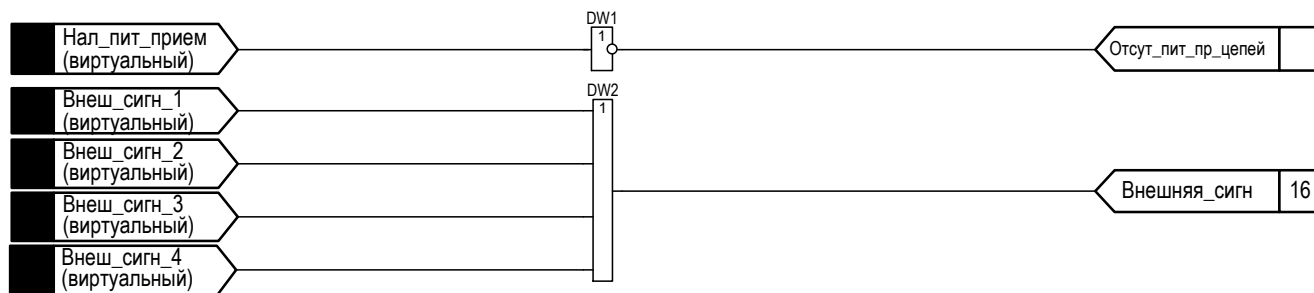 DW1
Нал_пит_прием
(виртуальный)
1
Отсут_пит_пр_цепей
DW2
Внеш_сигн_1
(виртуальный)
1
Внеш_сигн_2
(виртуальный)
Внешняя_сигн 16
Внеш_сигн_3
(виртуальный)
Внеш_сигн_4
(виртуальный)